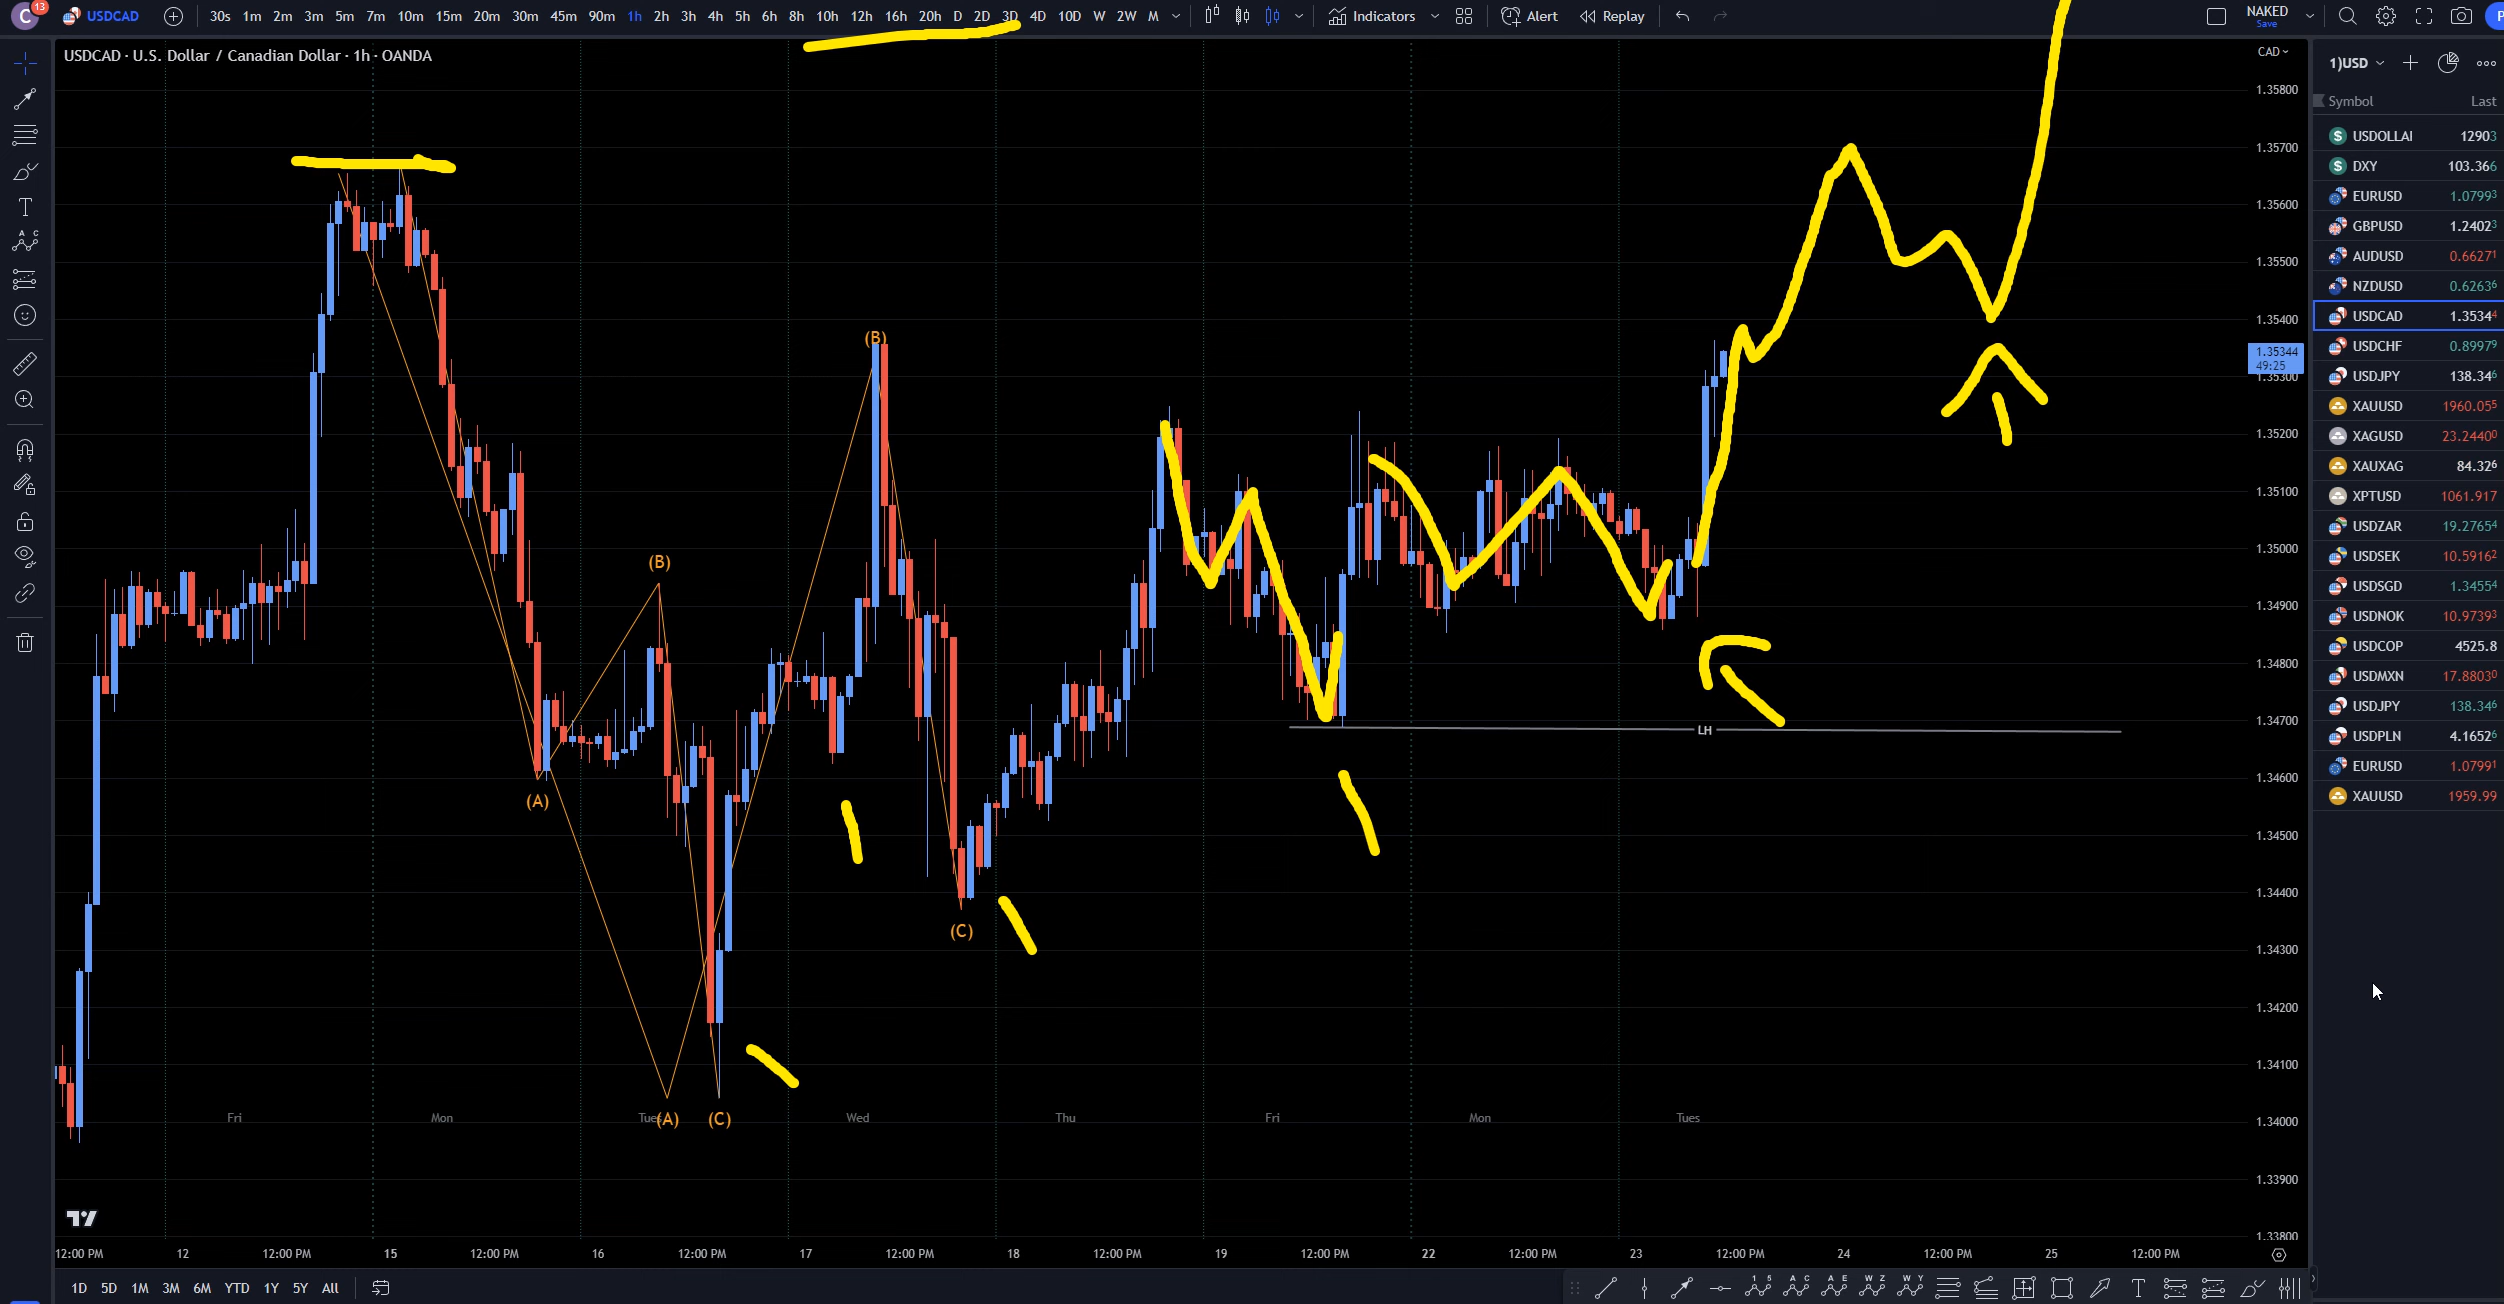 C 13 USDCAD 30s 1m 2m 3m 5m 7m 10m 15m 20m 30m 45m 90m 1h 2h 3h 4h 5h 6h 8h 10h 12h 16h 20h D 2D 3D 4D 10D W 2W M Indicators Alert Replay NAKED
Save
P
USDCAD · U.S. Dollar / Canadian Dollar · 1h · OANDA
CAD
1.35800
1.35700
1.35600
1.35500
1.35400
1.35344
49:25
1.35300
1.35200
1.35100
1.35000
1.34900
1.34800
1.34700
1.34600
1.34500
1.34400
1.34300
1.34200
1.34100
1.34000
1.33900
1.33800
(B)
(B)
(A)
LH
(C)
(A) (C)
Fri Mon Tues Wed Thu Fri Mon Tues
12:00 PM 12 12:00 PM 15 12:00 PM 16 12:00 PM 17 12:00 PM 18 12:00 PM 19 12:00 PM 22 12:00 PM 23 12:00 PM 24 12:00 PM 25 12:00 PM
1D 5D 1M 3M 6M YTD 1Y 5Y All
1)USD
Symbol Last
USDOLLAR 12903
DXY 103.366
EURUSD 1.07993
GBPUSD 1.24023
AUDUSD 0.66271
NZDUSD 0.62636
USDCAD 1.35344
USDCHF 0.89979
USDJPY 138.346
XAUUSD 1960.055
XAGUSD 23.24400
XAUXAG 84.326
XPTUSD 1061.917
USDZAR 19.27654
USDSEK 10.59162
USDSGD 1.34554
USDNOK 10.97393
USDCOP 4525.8
USDMXN 17.88030
USDJPY 138.346
USDPLN 4.16526
EURUSD 1.07991
XAUUSD 1959.99